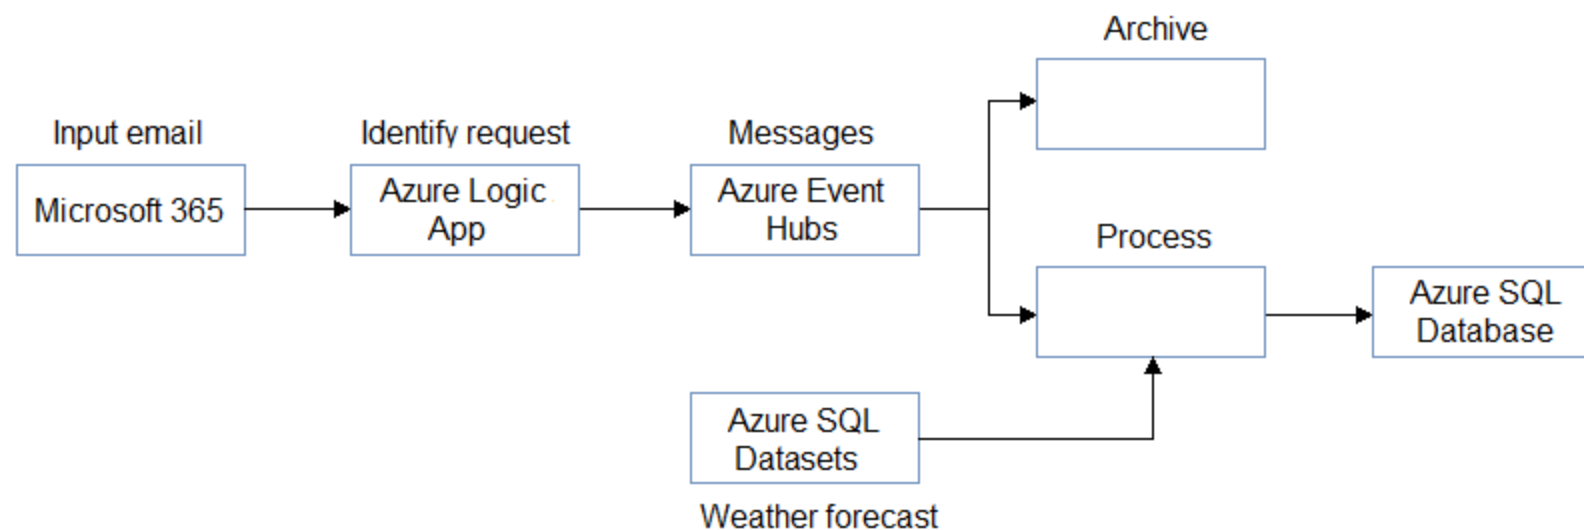 Archive
Input email
Identify request
Messages
Microsoft 365
Azure Logic
App
Azure Event
Hubs
Process
Azure SQL
Database
Azure SQL
Datasets
Weather forecast